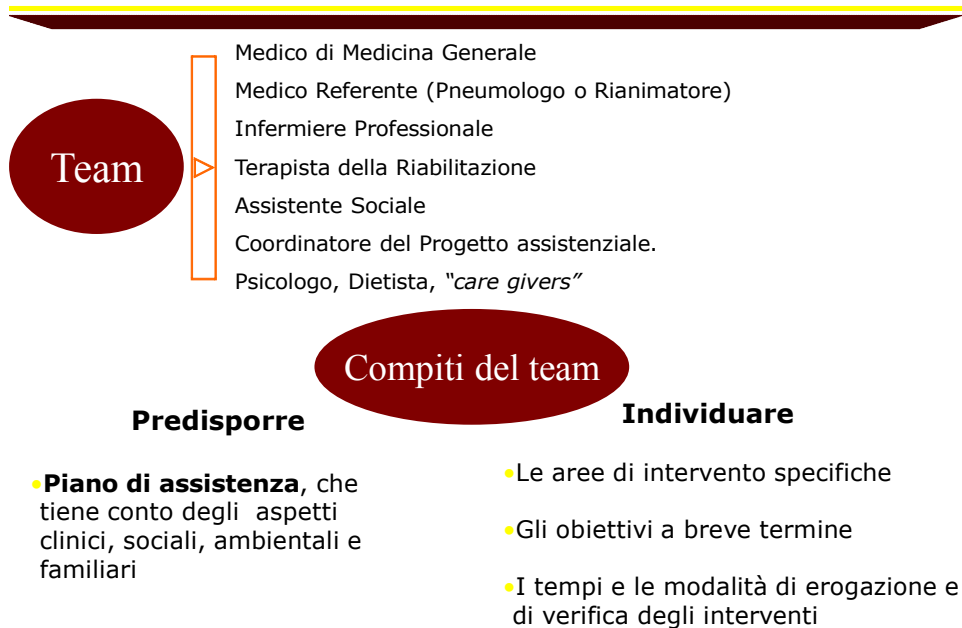 Team
Medico di Medicina Generale
Medico Referente (Pneumologo o Rianimatore)
Infermiere Professionale
Terapista della Riabilitazione
Assistente Sociale
Coordinatore del Progetto assistenziale.
Psicologo, Dietista, “care givers”
Compiti del team
Predisporre
•Piano di assistenza, che
tiene conto degli aspetti
clinici, sociali, ambientali e
familiari
Individuare
•Le aree di intervento specifiche
•Gli obiettivi a breve termine
•I tempi e le modalità di erogazione e
di verifica degli interventi